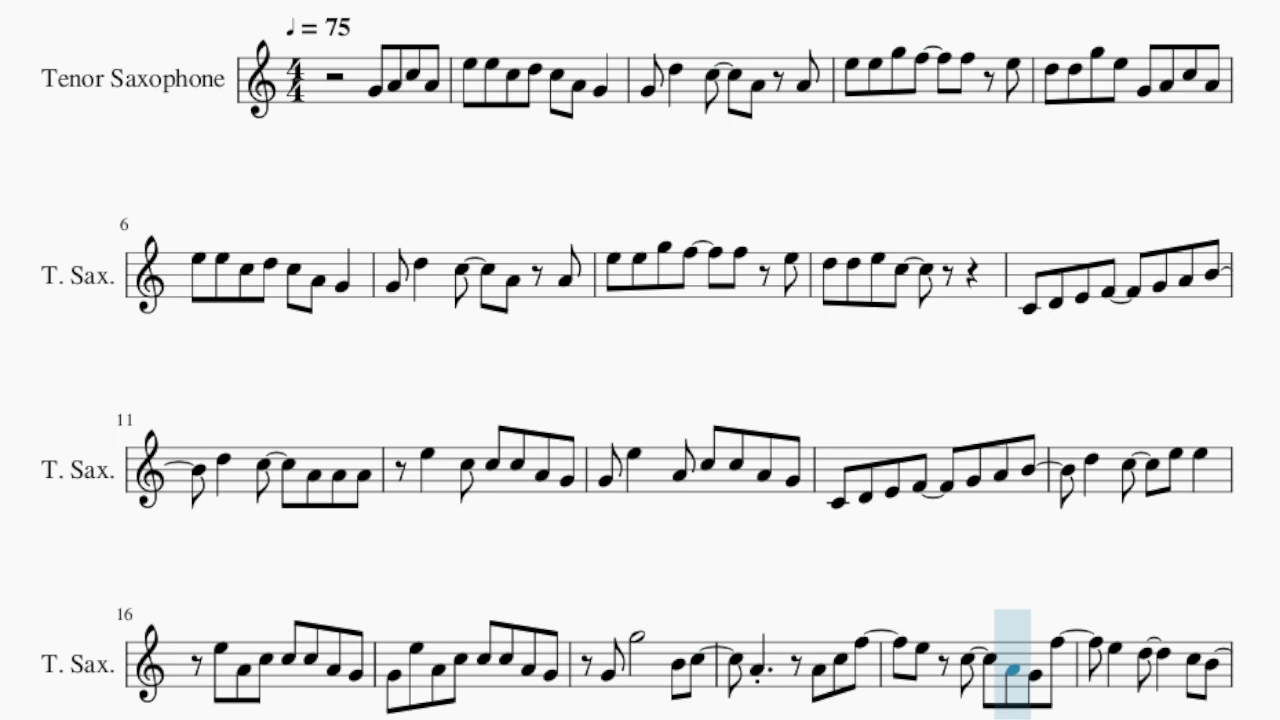 ♩ = 75
Tenor Saxophone
4
4
6
T. Sax.
11
T. Sax.
16
T. Sax.